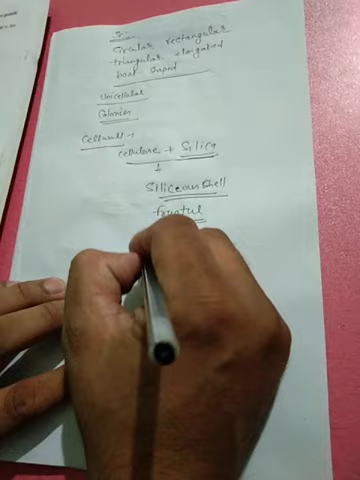 Circular rectangular
triangular elongated
boat shaped
Unicellular
Colonies
Cellwall →
Cellulose + Silica
↓
Siliceous Shell
frustul